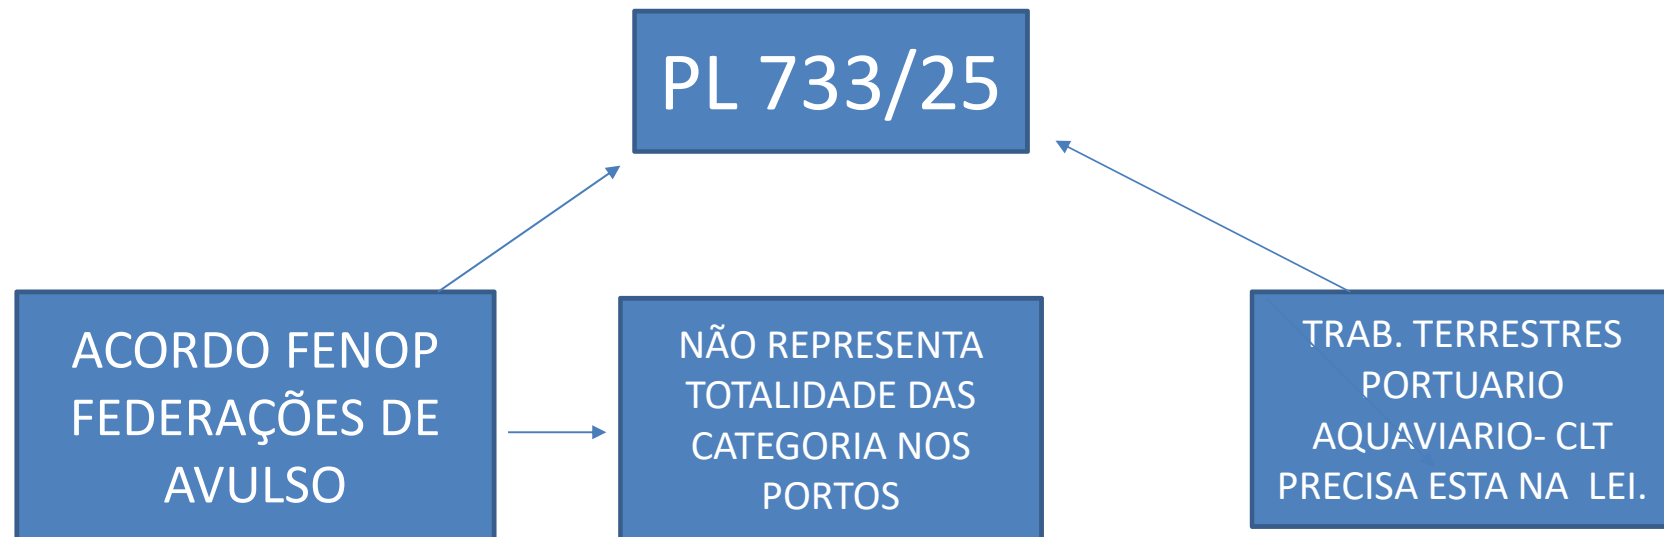 PL 733/25
ACORDO FENOP
FEDERAÇÕES DE
AVULSO
NÃO REPRESENTA
TOTALIDADE DAS
CATEGORIA NOS
PORTOS
TRAB. TERRESTRES
PORTUARIO
AQUAVIARIO- CLT
PRECISA ESTA NA LEI.